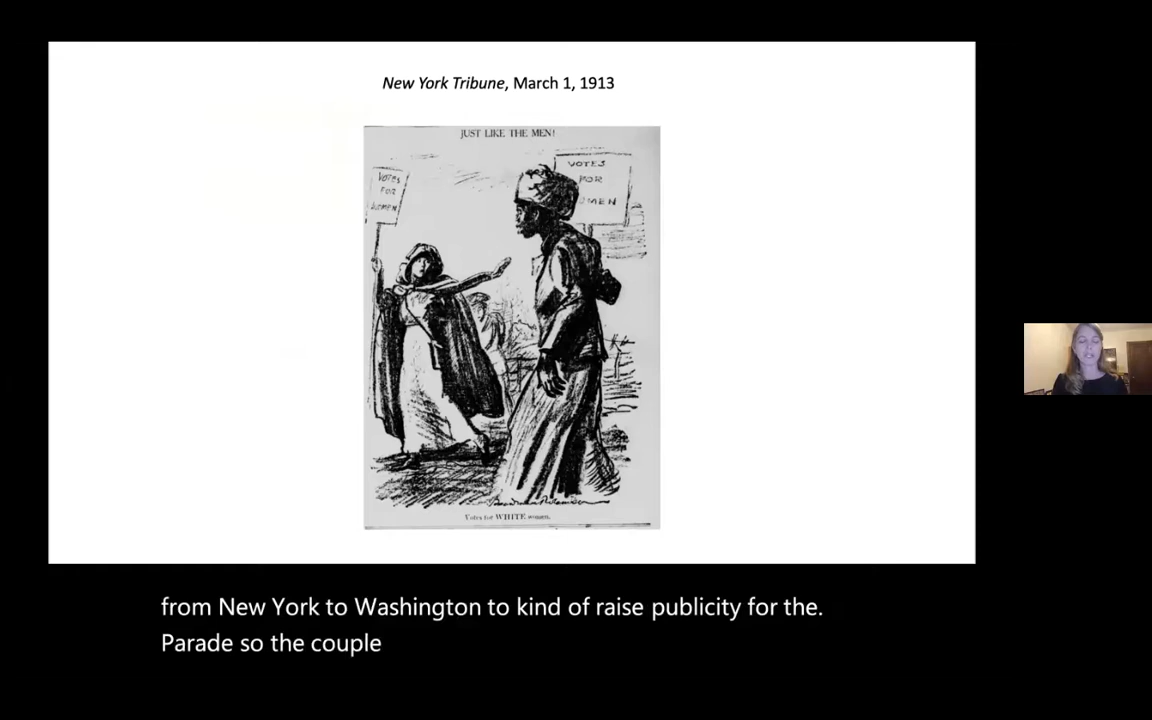 New York Tribune, March 1, 1913
JUST LIKE THE MEN!
VOTES
FOR
WOMEN
VOTES
FOR
OMEN
Votes for WHITE women.
from New York to Washington to kind of raise publicity for the.
Parade so the couple